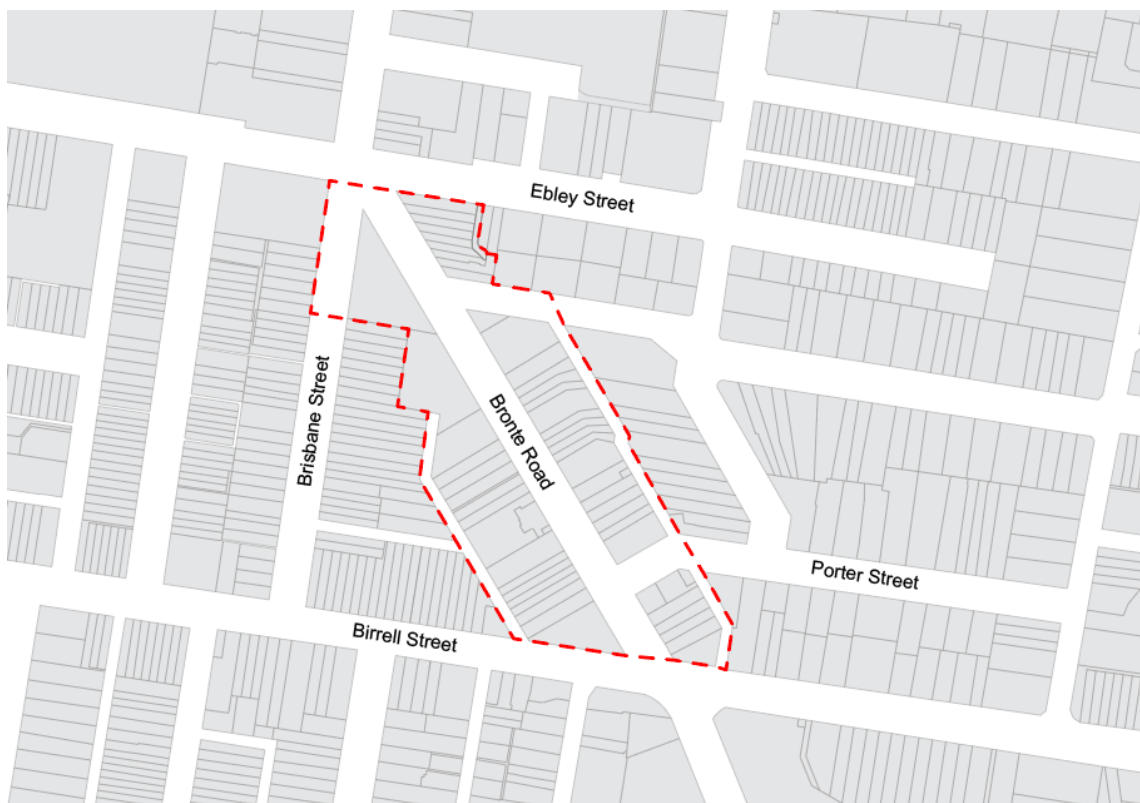 Ebley Street
Brisbane Street
Bronte Road
Porter Street
Birrell Street